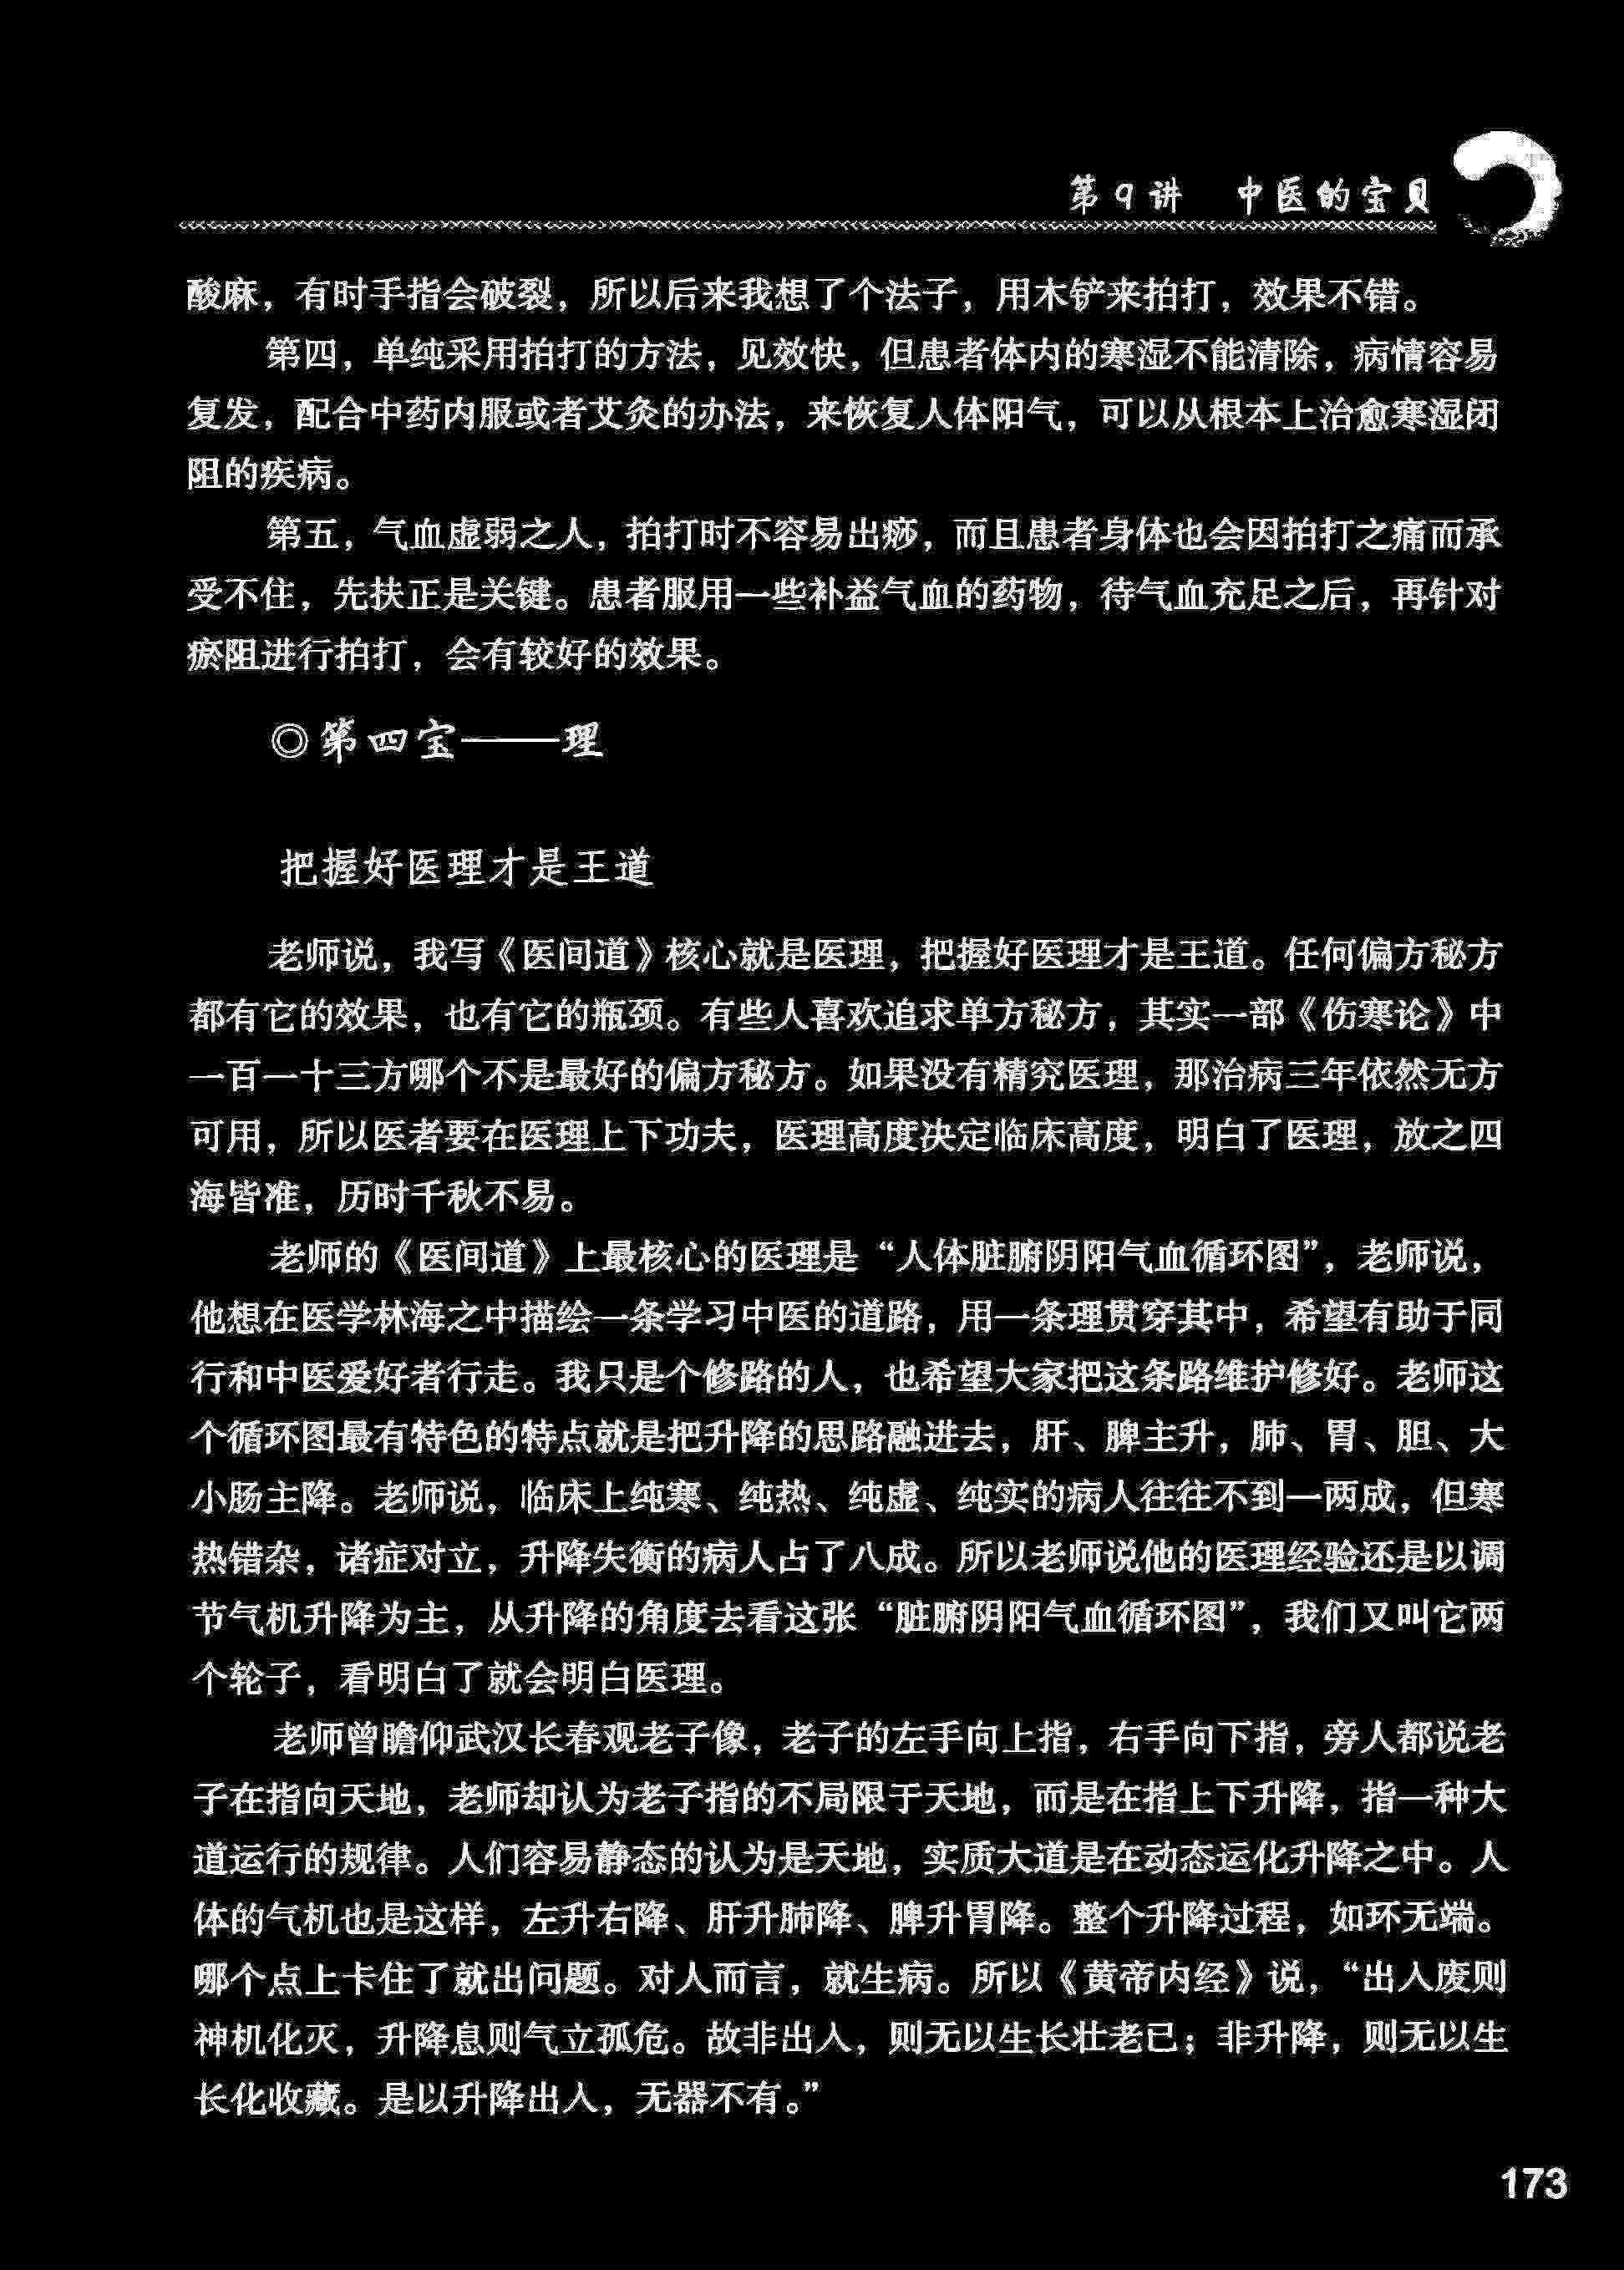 第9讲 中医的宝贝
酸麻，有时手指会破裂，所以后来我想了个法子，用木铲来拍打，效果不错。
第四，单纯采用拍打的方法，见效快，但患者体内的寒湿不能清除，病情容易
复发，配合中药内服或者艾灸的办法，来恢复人体阳气，可以从根本上治愈寒湿闭
阻的疾病。
第五，气血虚弱之人，拍打时不容易出痧，而且患者身体也会因拍打之痛而承
受不住，先扶正是关键。患者服用一些补益气血的药物，待气血充足之后，再针对
瘀阻进行拍打，会有较好的效果。
◎第四宝——理
把握好医理才是王道
老师说，我写《医间道》核心就是医理，把握好医理才是王道。任何偏方秘方
都有它的效果，也有它的瓶颈。有些人喜欢追求单方秘方，其实一部《伤寒论》中
一百一十三方哪个不是最好的偏方秘方。如果没有精究医理，那治病三年依然无方
可用，所以医者要在医理上下功夫，医理高度决定临床高度，明白了医理，放之四
海皆准，历时千秋不易。
老师的《医间道》上最核心的医理是“人体脏腑阴阳气血循环图”，老师说，
他想在医学林海之中描绘一条学习中医的道路，用一条理贯穿其中，希望有助于同
行和中医爱好者行走。我只是个修路的人，也希望大家把这条路维护修好。老师这
个循环图最有特色的特点就是把升降的思路融进去，肝、脾主升，肺、胃、胆、大
小肠主降。老师说，临床上纯寒、纯热、纯虚、纯实的病人往往不到一两成，但寒
热错杂，诸症对立，升降失衡的病人占了八成。所以老师说他的医理经验还是以调
节气机升降为主，从升降的角度去看这张“脏腑阴阳气血循环图”，我们又叫它两
个轮子，看明白了就会明白医理。
老师曾瞻仰武汉长春观老子像，老子的左手向上指，右手向下指，旁人都说老
子在指向天地，老师却认为老子指的不局限于天地，而是在指上下升降，指一种大
道运行的规律。人们容易静态的认为是天地，实质大道是在动态运化升降之中。人
体的气机也是这样，左升右降、肝升肺降、脾升胃降。整个升降过程，如环无端。
哪个点上卡住了就出问题。对人而言，就生病。所以《黄帝内经》说，“出入废则
神机化灭，升降息则气立孤危。故非出入，则无以生长壮老已；非升降，则无以生
长化收藏。是以升降出入，无器不有。”
173